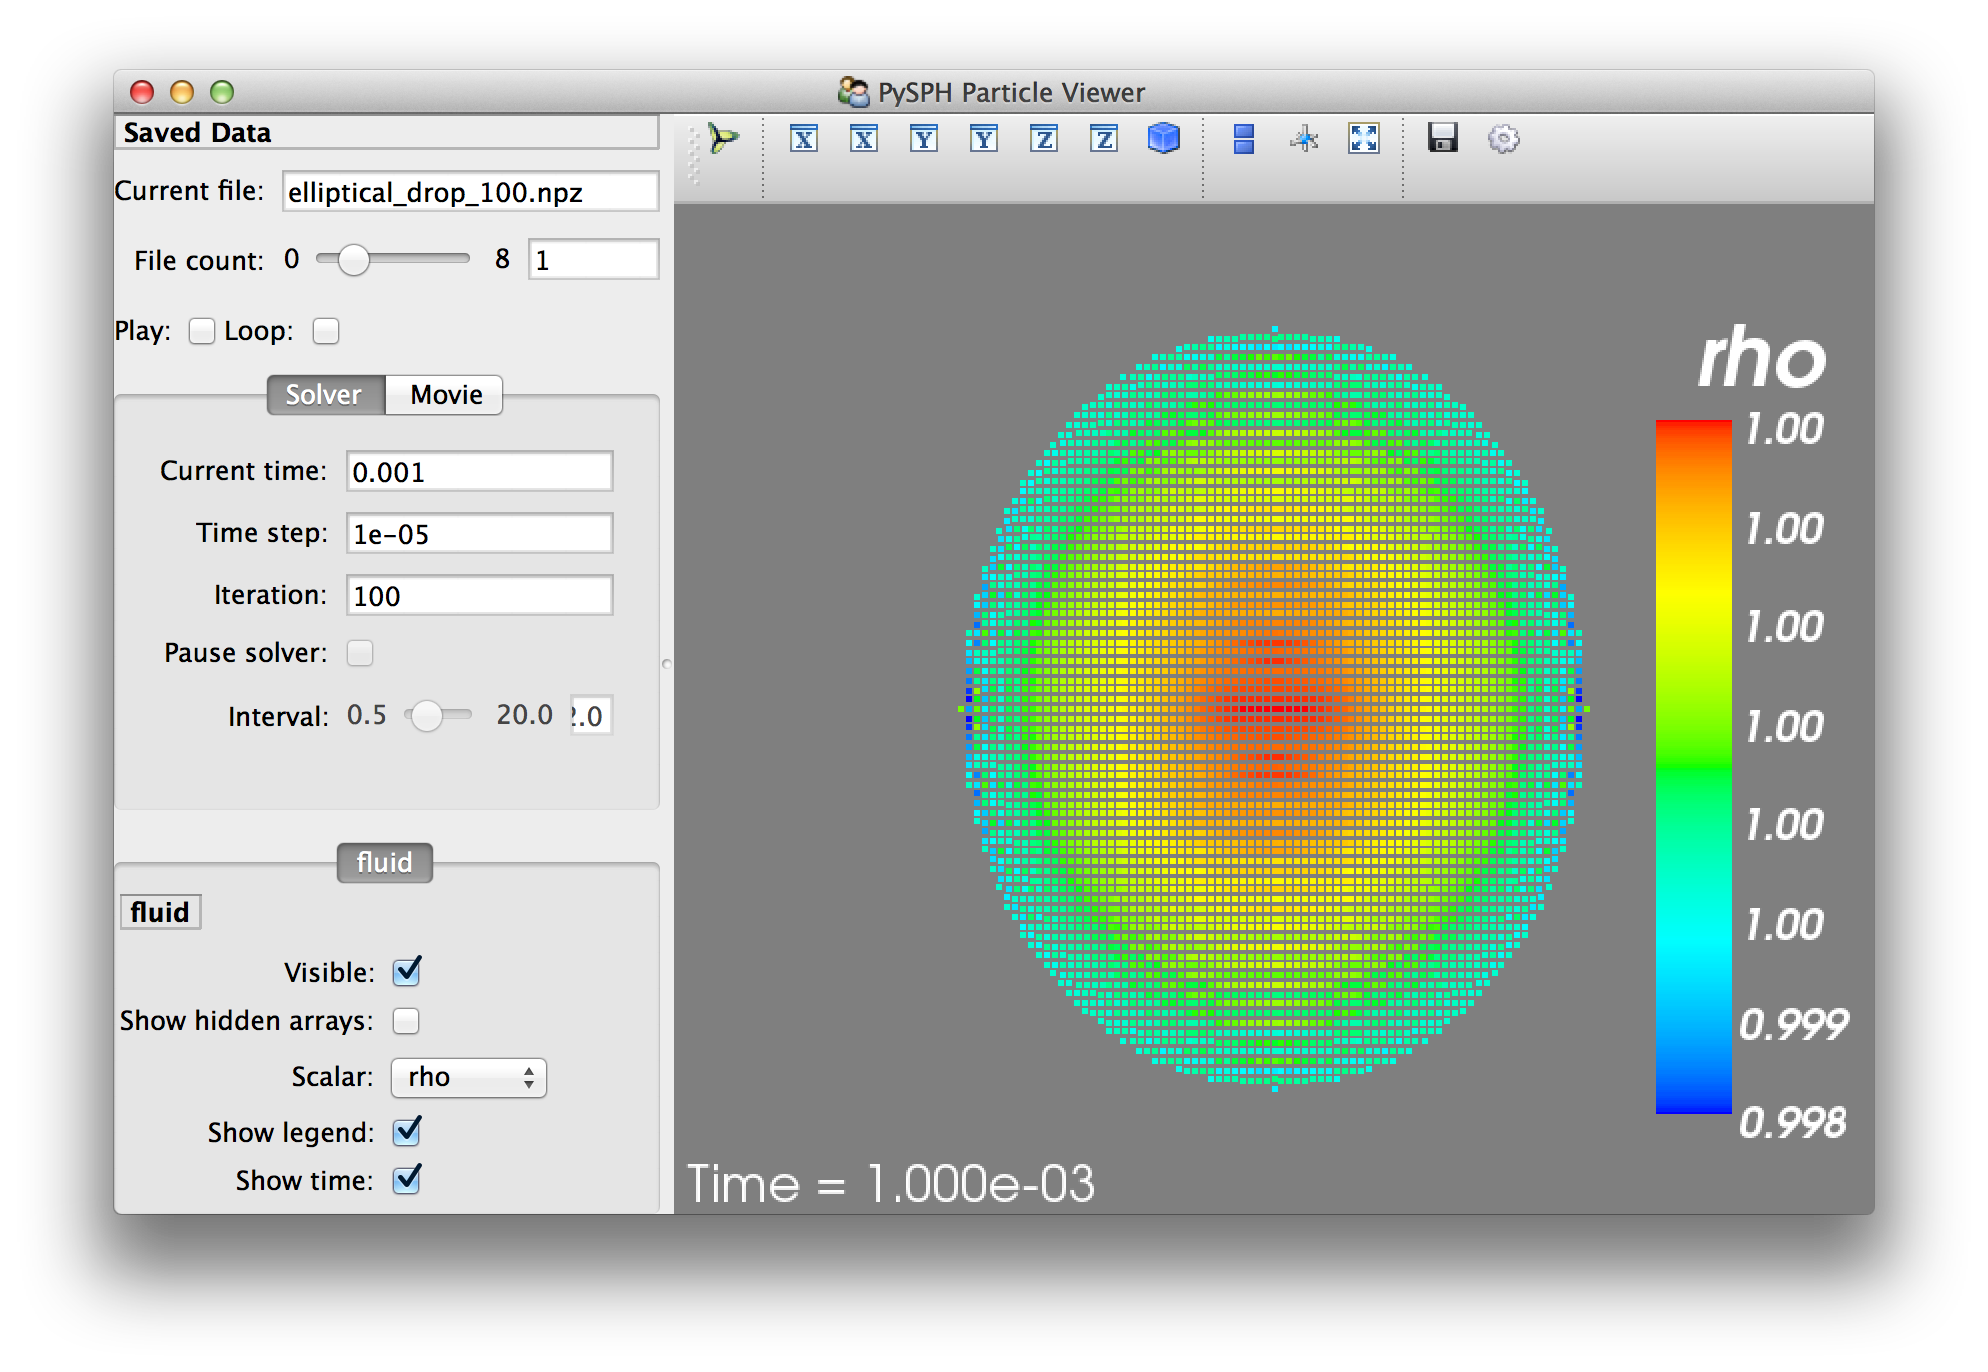 PySPH Particle Viewer
Saved Data
Current file: elliptical_drop_100.npz
File count: 0 8 1
Play: Loop:
Solver Movie
Current time: 0.001
Time step: 1e-05
Iteration: 100
Pause solver:
Interval: 0.5 20.0 2.0
fluid
fluid
Visible:
Show hidden arrays:
Scalar: rho
Show legend:
Show time:
X X Y Y Z Z
rho
1.00
1.00
1.00
1.00
1.00
1.00
0.999
0.998
Time = 1.000e-03